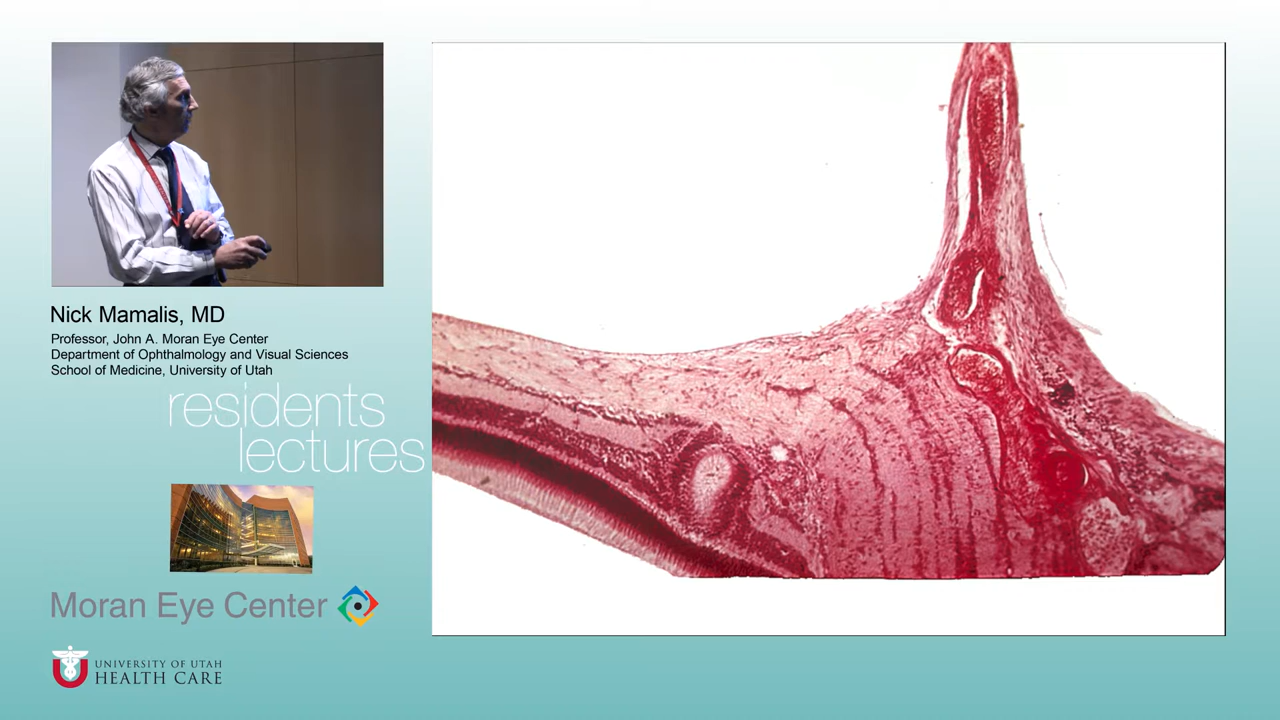 Nick Mamalis, MD
Professor, John A. Moran Eye Center
Department of Ophthalmology and Visual Sciences
School of Medicine, University of Utah
residents
lectures
Moran Eye Center
UNIVERSITY OF UTAH
HEALTH CARE